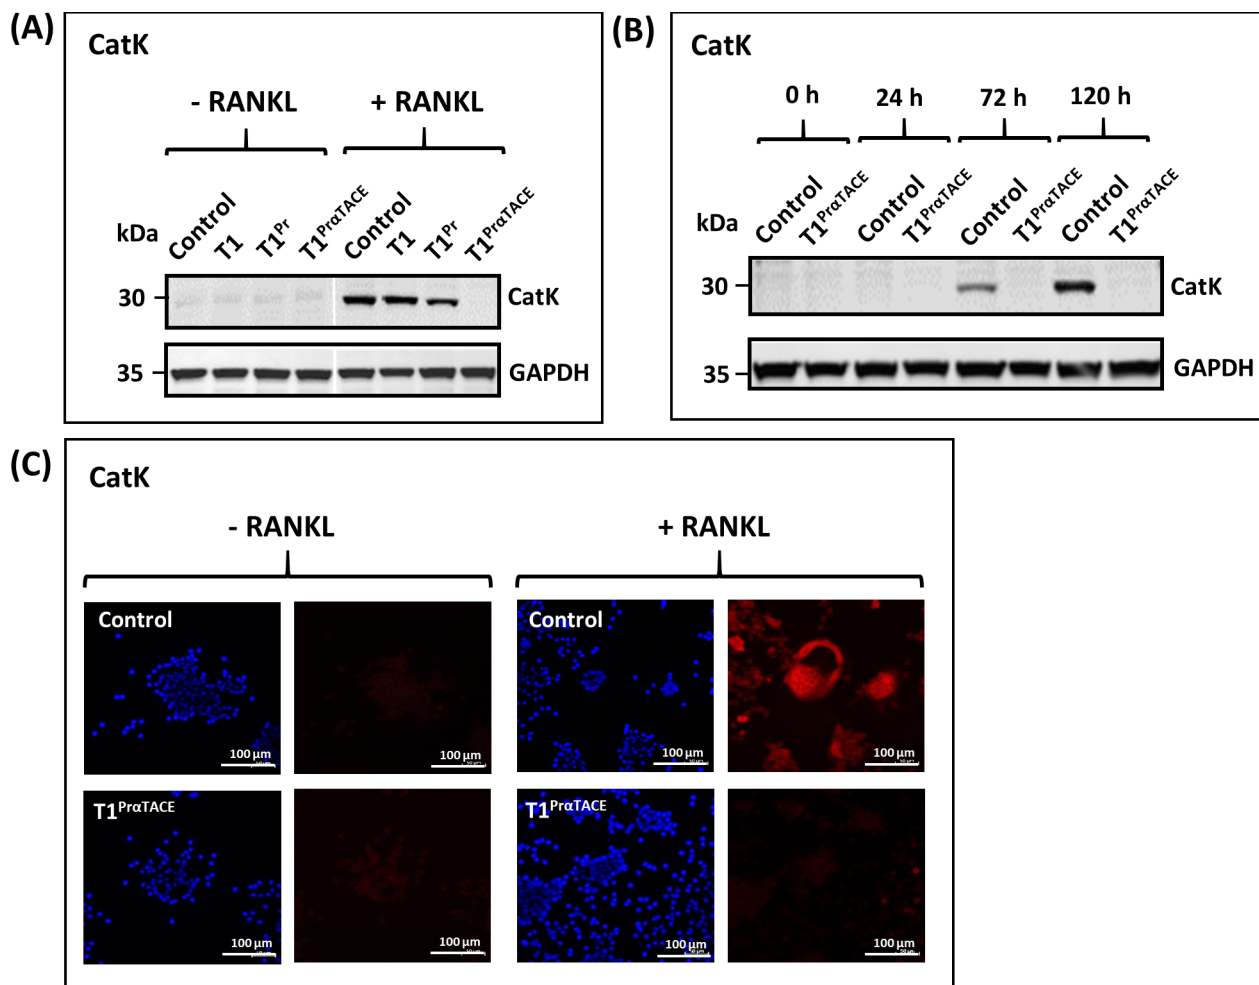 (A)
CatK
- RANKL + RANKL
kDa
Control T1 T1Pr T1PrαTACE Control T1 T1Pr T1PrαTACE
30 CatK
35 GAPDH
(B)
CatK
0 h 24 h 72 h 120 h
kDa
Control T1PrαTACE Control T1PrαTACE Control T1PrαTACE Control T1PrαTACE
30 CatK
35 GAPDH
(C)
CatK
- RANKL + RANKL
Control Control
100 µm 100 µm 100 µm 100 µm
T1PrαTACE T1PrαTACE
100 µm 100 µm 100 µm 100 µm